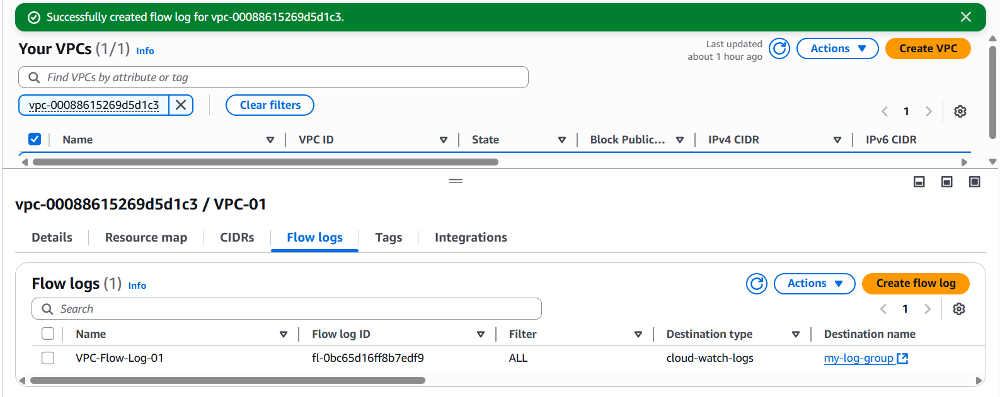 Successfully created flow log for vpc-00088615269d5d1c3.
Your VPCs (1/1) Info
Last updated
about 1 hour ago
Actions
Create VPC
Find VPCs by attribute or tag
vpc-00088615269d5d1c3
Clear filters
1
Name VPC ID State Block Public... IPv4 CIDR IPv6 CIDR
vpc-00088615269d5d1c3 / VPC-01
Details Resource map CIDRs Flow logs Tags Integrations
Flow logs (1) Info
Actions
Create flow log
Search
1
Name Flow log ID Filter Destination type Destination name
VPC-Flow-Log-01 fl-0bc65d16ff8b7edf9 ALL cloud-watch-logs my-log-group